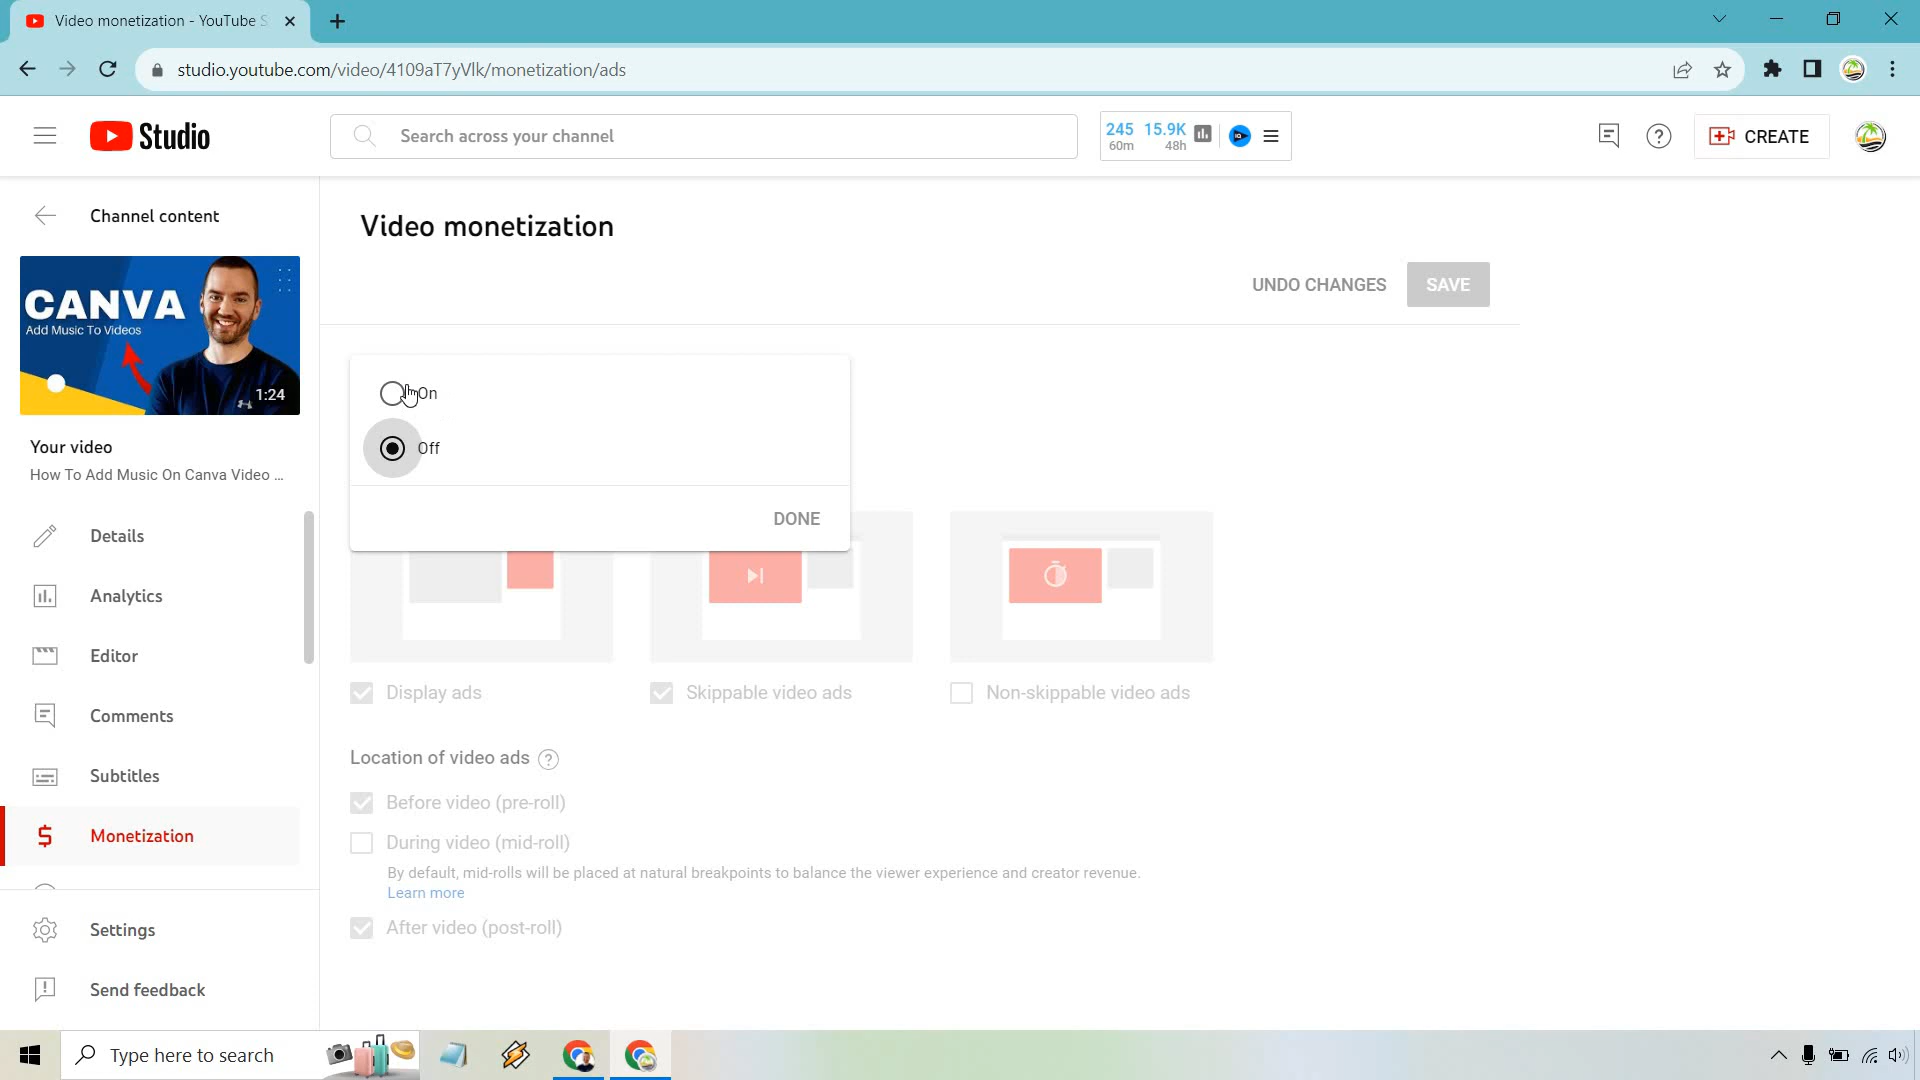 Video monetization - YouTube S
studio.youtube.com/video/4109aT7yVlk/monetization/ads
Studio
Search across your channel
245 15.9K
60m 48h
CREATE
Channel content
CANVA
Add Music To Videos
1:24
Your video
How To Add Music On Canva Video ...
Details
Analytics
Editor
Comments
Subtitles
Monetization
Settings
Send feedback
Video monetization
UNDO CHANGES
SAVE
On
Off
DONE
Display ads
Skippable video ads
Non-skippable video ads
Location of video ads
Before video (pre-roll)
During video (mid-roll)
By default, mid-rolls will be placed at natural breakpoints to balance the viewer experience and creator revenue.
Learn more
After video (post-roll)
Type here to search